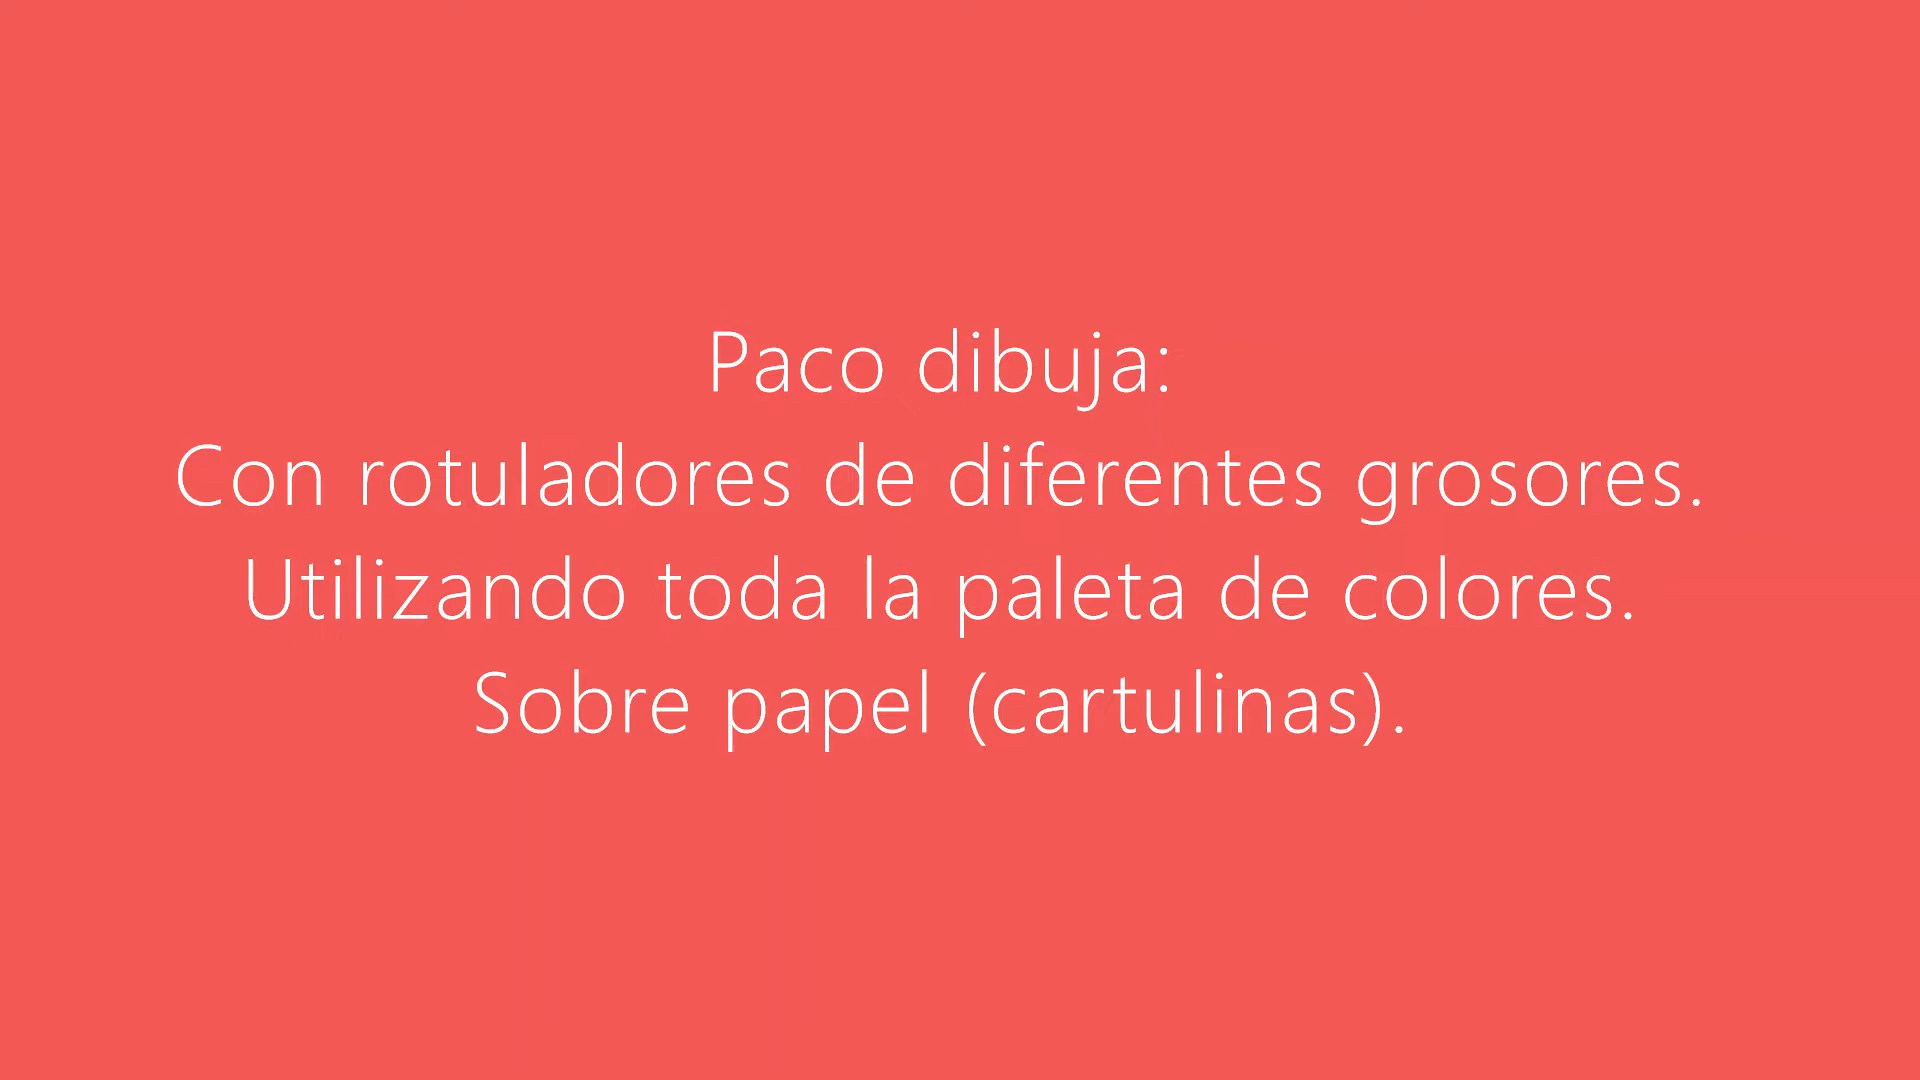 Paco dibuja:
Con rotuladores de diferentes grosores.
Utilizando toda la paleta de colores.
Sobre papel (cartulinas).